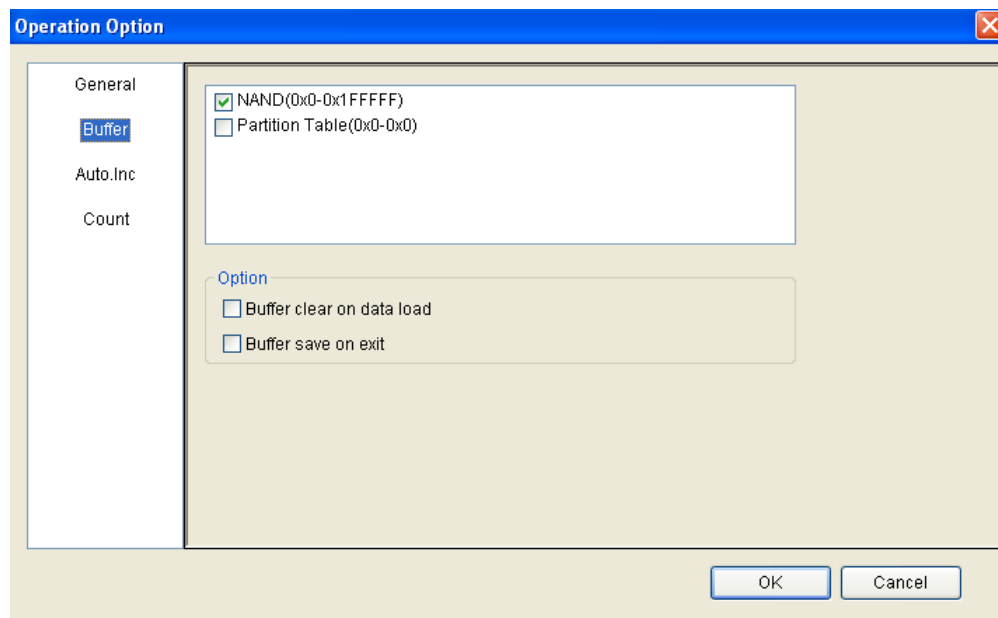 Operation Option
General
Buffer
Auto.Inc
Count
NAND(0x0-0x1FFFFF)
Partition Table(0x0-0x0)
Option
Buffer clear on data load
Buffer save on exit
OK
Cancel